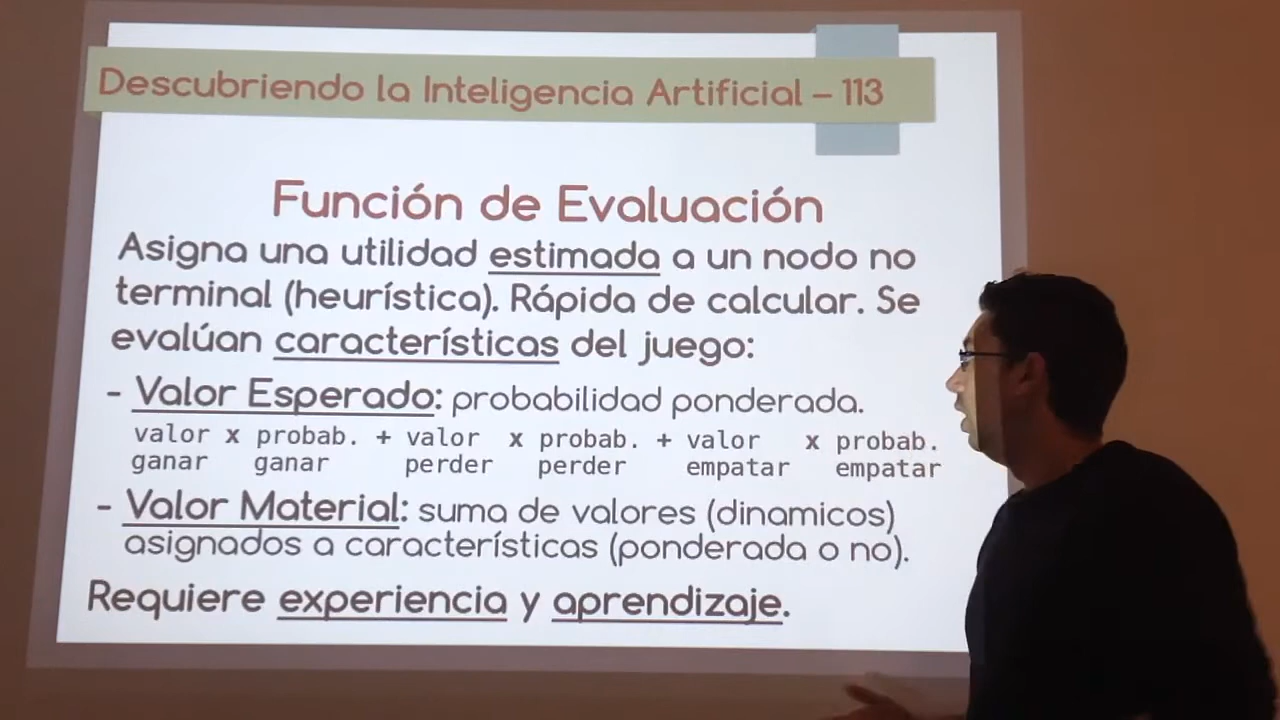 Descubriendo la Inteligencia Artificial – 113
Función de Evaluación
Asigna una utilidad estimada a un nodo no
terminal (heurística). Rápida de calcular. Se
evalúan características del juego:
- Valor Esperado: probabilidad ponderada.
valor x probab. + valor x probab. + valor x probab.
ganar ganar perder perder empatar empatar
- Valor Material: suma de valores (dinamicos)
asignados a características (ponderada o no).
Requiere experiencia y aprendizaje.